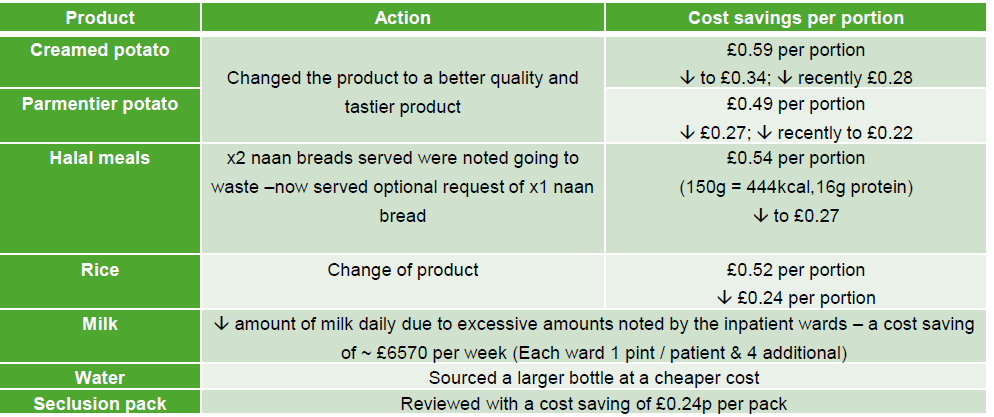 Product
Action
Cost savings per portion
Creamed potato
Changed the product to a better quality and
tastier product
£0.59 per portion
↓ to £0.34; ↓ recently £0.28
Parmentier potato
£0.49 per portion
↓ £0.27; ↓ recently to £0.22
Halal meals
x2 naan breads served were noted going to
waste –now served optional request of x1 naan
bread
£0.54 per portion
(150g = 444kcal,16g protein)
↓ to £0.27
Rice
Change of product
£0.52 per portion
↓ £0.24 per portion
Milk
↓ amount of milk daily due to excessive amounts noted by the inpatient wards – a cost saving
of ~ £6570 per week (Each ward 1 pint / patient & 4 additional)
Water
Sourced a larger bottle at a cheaper cost
Seclusion pack
Reviewed with a cost saving of £0.24p per pack